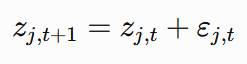 z_{j,t+1} = z_{j,t} + ε_{j,t}